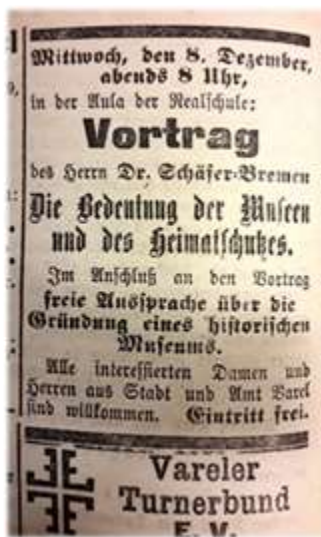 Mittwoch, den 8. Dezember,
abends 8 Uhr,
in der Aula der Realschule:
Vortrag
des Herrn Dr. Schäfer-Bremen
Die Bedeutung der Museen
und des Heimatschutzes.
Im Anschluß an den Vortrag
freie Aussprache über die
Gründung eines historischen
Museums.
Alle interessierten Damen und
Herren aus Stadt und Amt Varel
sind willkommen. Eintritt frei.
Vareler
Turnerbund
E. V.